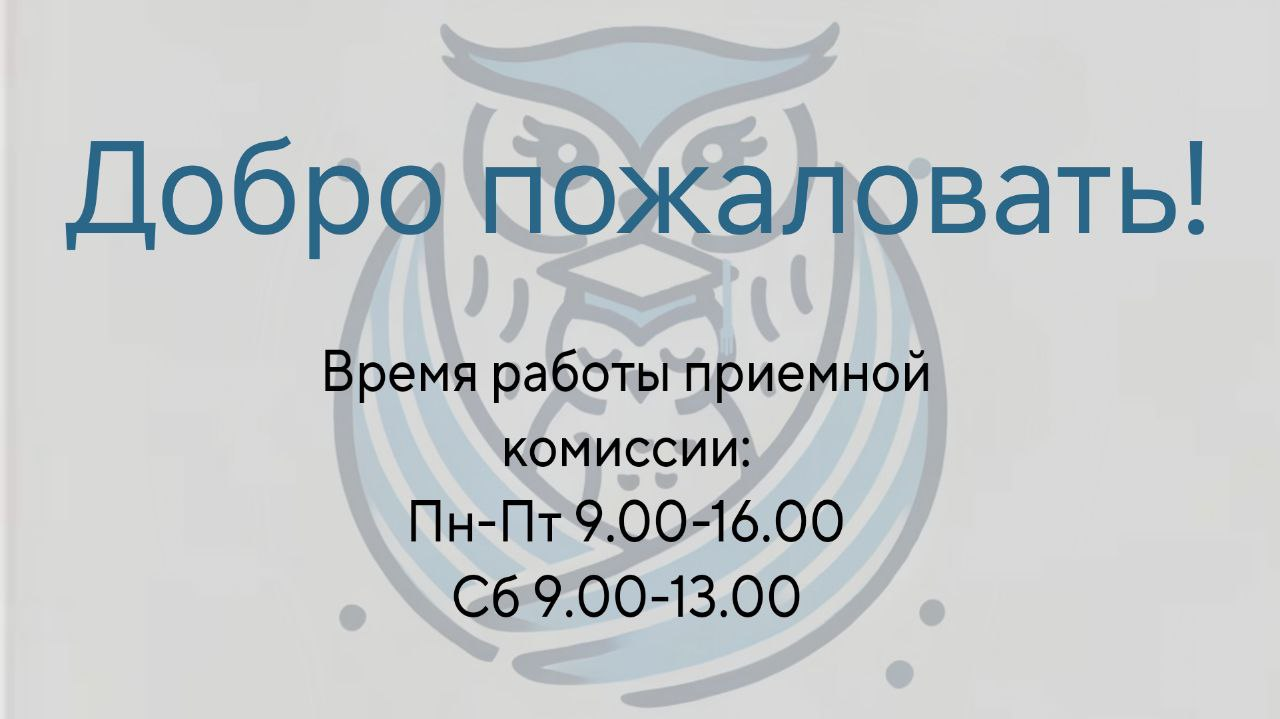 Добро пожаловать!
Время работы приемной
комиссии:
Пн-Пт 9.00-16.00
Сб 9.00-13.00